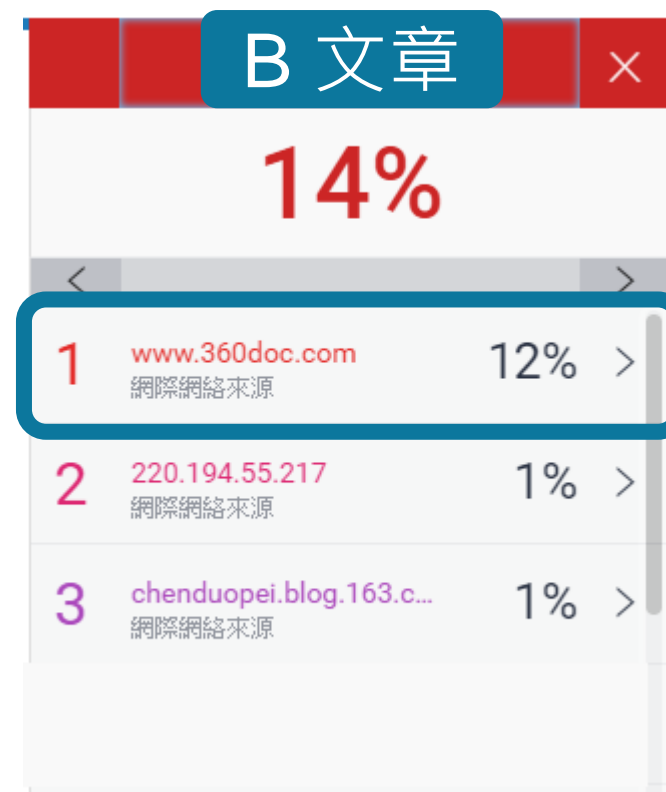 B 文章
14%
1 www.360doc.com 12%
網際網絡來源
2 220.194.55.217 1%
網際網絡來源
3 chenduopei.blog.163.c... 1%
網際網絡來源